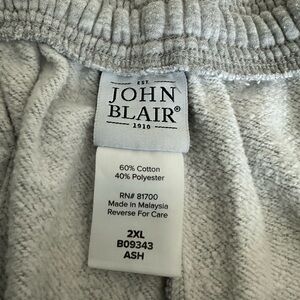 EST.
JOHN
BLAIR®
1910
60% Cotton
40% Polyester
RN# 81700
Made in Malaysia
Reverse For Care
2XL
B09343
ASH